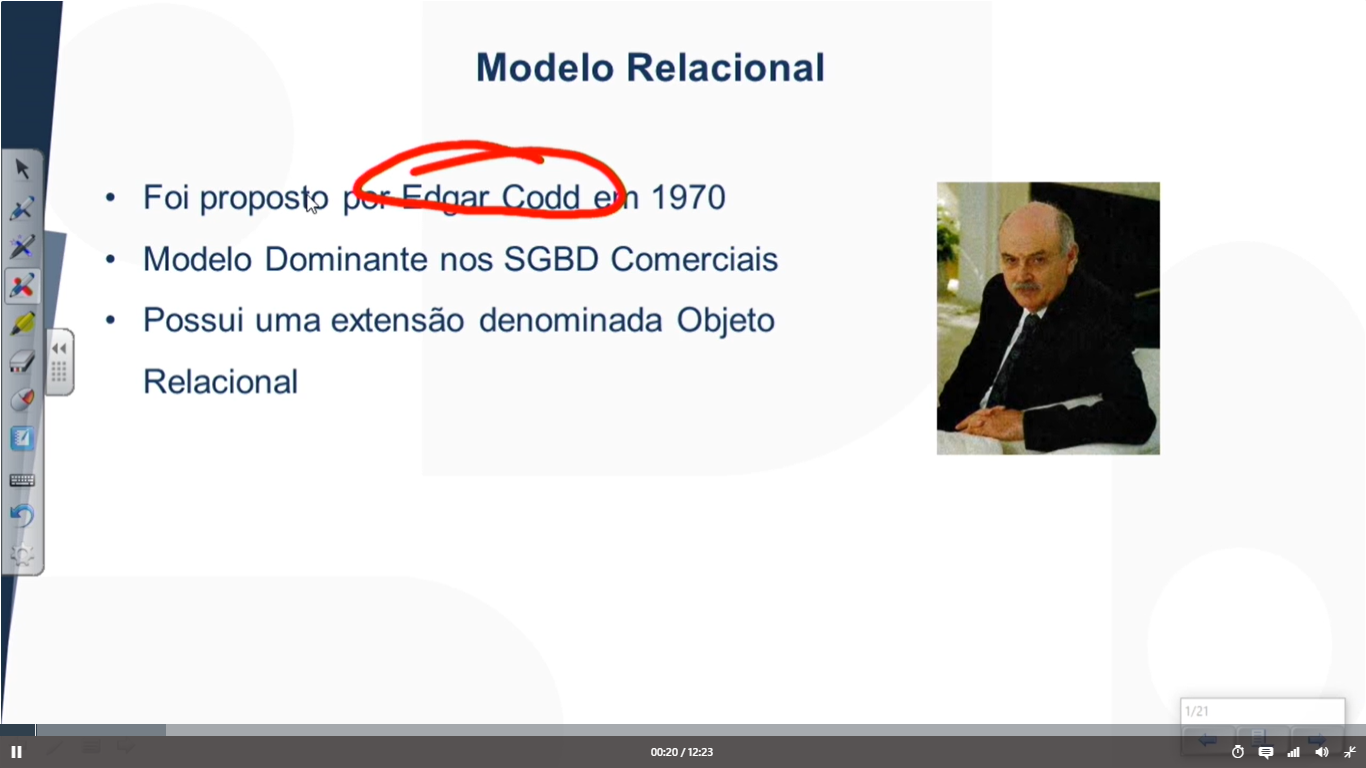 Modelo Relacional
• Foi proposto por Edgar Codd em 1970
• Modelo Dominante nos SGBD Comerciais
• Possui uma extensão denominada Objeto
Relacional
1/21
00:20 / 12:23